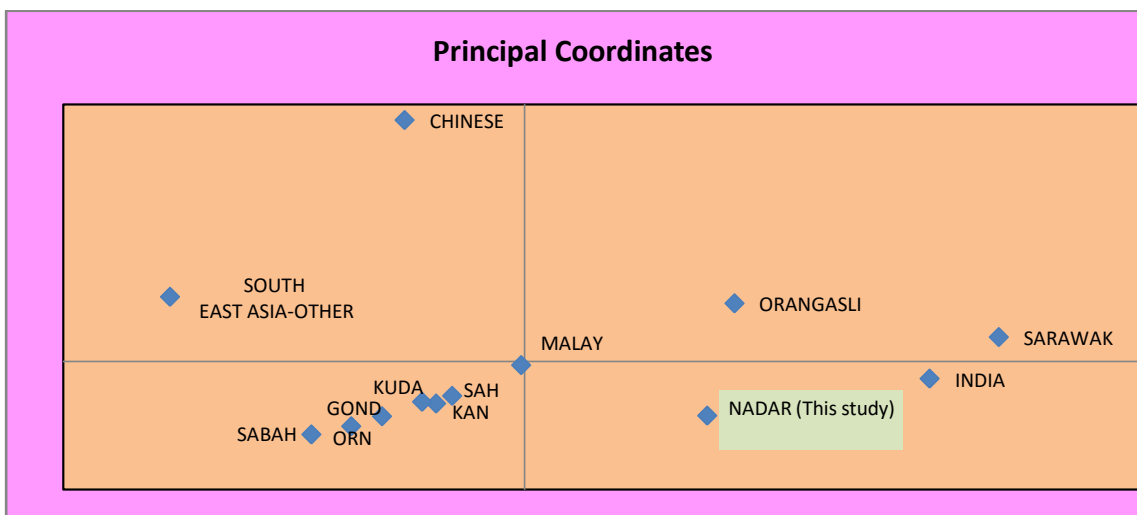 Principal Coordinates
CHINESE
SOUTH
EAST ASIA-OTHER
ORANGASLI
SARAWAK
MALAY
INDIA
KUDA
SAH
KAN
GOND
NADAR (This study)
SABAH
ORN